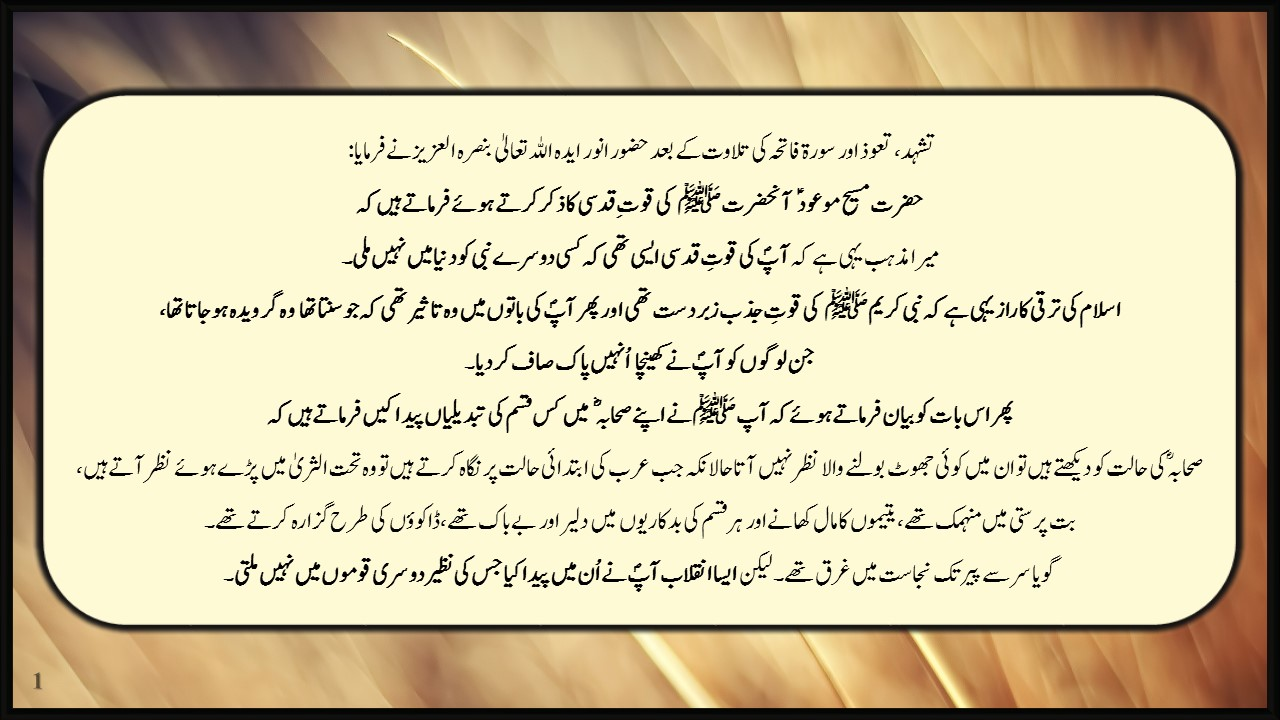 تشہد، تعوذ اور سورۃ فاتحہ کی تلاوت کے بعد حضور انور ایدہ اللہ تعالیٰ بنصرہ العزیز نے فرمایا:
حضرت مسیح موعودؑ آنحضرت ﷺ کی قوتِ قدسی کا ذکر کرتے ہوئے فرماتے ہیں کہ
میرا مذہب یہی ہے کہ آپؐ کی قوتِ قدسی ایسی تھی کہ کسی دوسرے نبی کو دنیا میں نہیں ملی۔
اسلام کی ترقی کا راز یہی ہے کہ نبی کریم ﷺ کی قوتِ جذب زبردست تھی اور پھر آپؐ کی باتوں میں وہ تاثیر تھی کہ جو سنتا تھا وہ گرویدہ ہو جاتا تھا،
جن لوگوں کو آپؐ نے کھینچا اُنہیں پاک صاف کر دیا۔
پھر اس بات کو بیان فرماتے ہوئے کہ آپ ﷺ نے اپنے صحابہؓ میں کس قسم کی تبدیلیاں پیدا کیں فرماتے ہیں کہ
صحابہؓ کی حالت کو دیکھتے ہیں تو ان میں کوئی جھوٹ بولنے والا نظر نہیں آتا حالانکہ جب عرب کی ابتدائی حالت پر نگاہ کرتے ہیں تو وہ تحت الثریٰ میں پڑے ہوئے نظر آتے ہیں،
بت پرستی میں منہمک تھے، یتیموں کا مال کھانے اور ہر قسم کی بدکاریوں میں دلیر اور بے باک تھے، ڈاکوؤں کی طرح گزارہ کرتے تھے۔
گویا سر سے پیر تک نجاست میں غرق تھے۔ لیکن ایسا انقلاب آپؐ نے اُن میں پیدا کیا جس کی نظیر دوسری قوموں میں نہیں ملتی۔
1